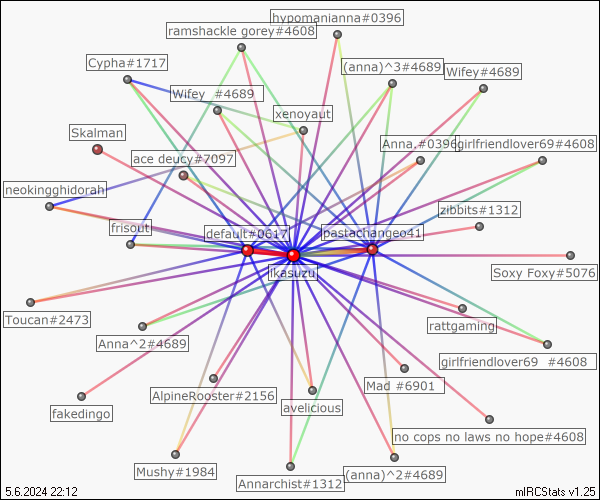 hypomanianna#0396
ramshackle gorey#4608
Cypha#1717
(anna)^3#4689
Wifey#4689
Wifey  #4689
xenoyaut
Skalman
Anna,#0396
girlfriendlover69#4608
ace deucy#7097
neokingghidorah
zibbits#1312
frisout
default#0617
pastachangeo41
ikasuzu
Soxy Foxy#5076
Toucan#2473
rattgaming
Anna^2#4689
girlfriendlover69  #4608
Mad #6901
AlpineRooster#2156
avelicious
fakedingo
no cops no laws no hope#4608
Mushy#1984
(anna)^2#4689
Annarchist#1312
5.6.2024 22:12
mIRCStats v1.25